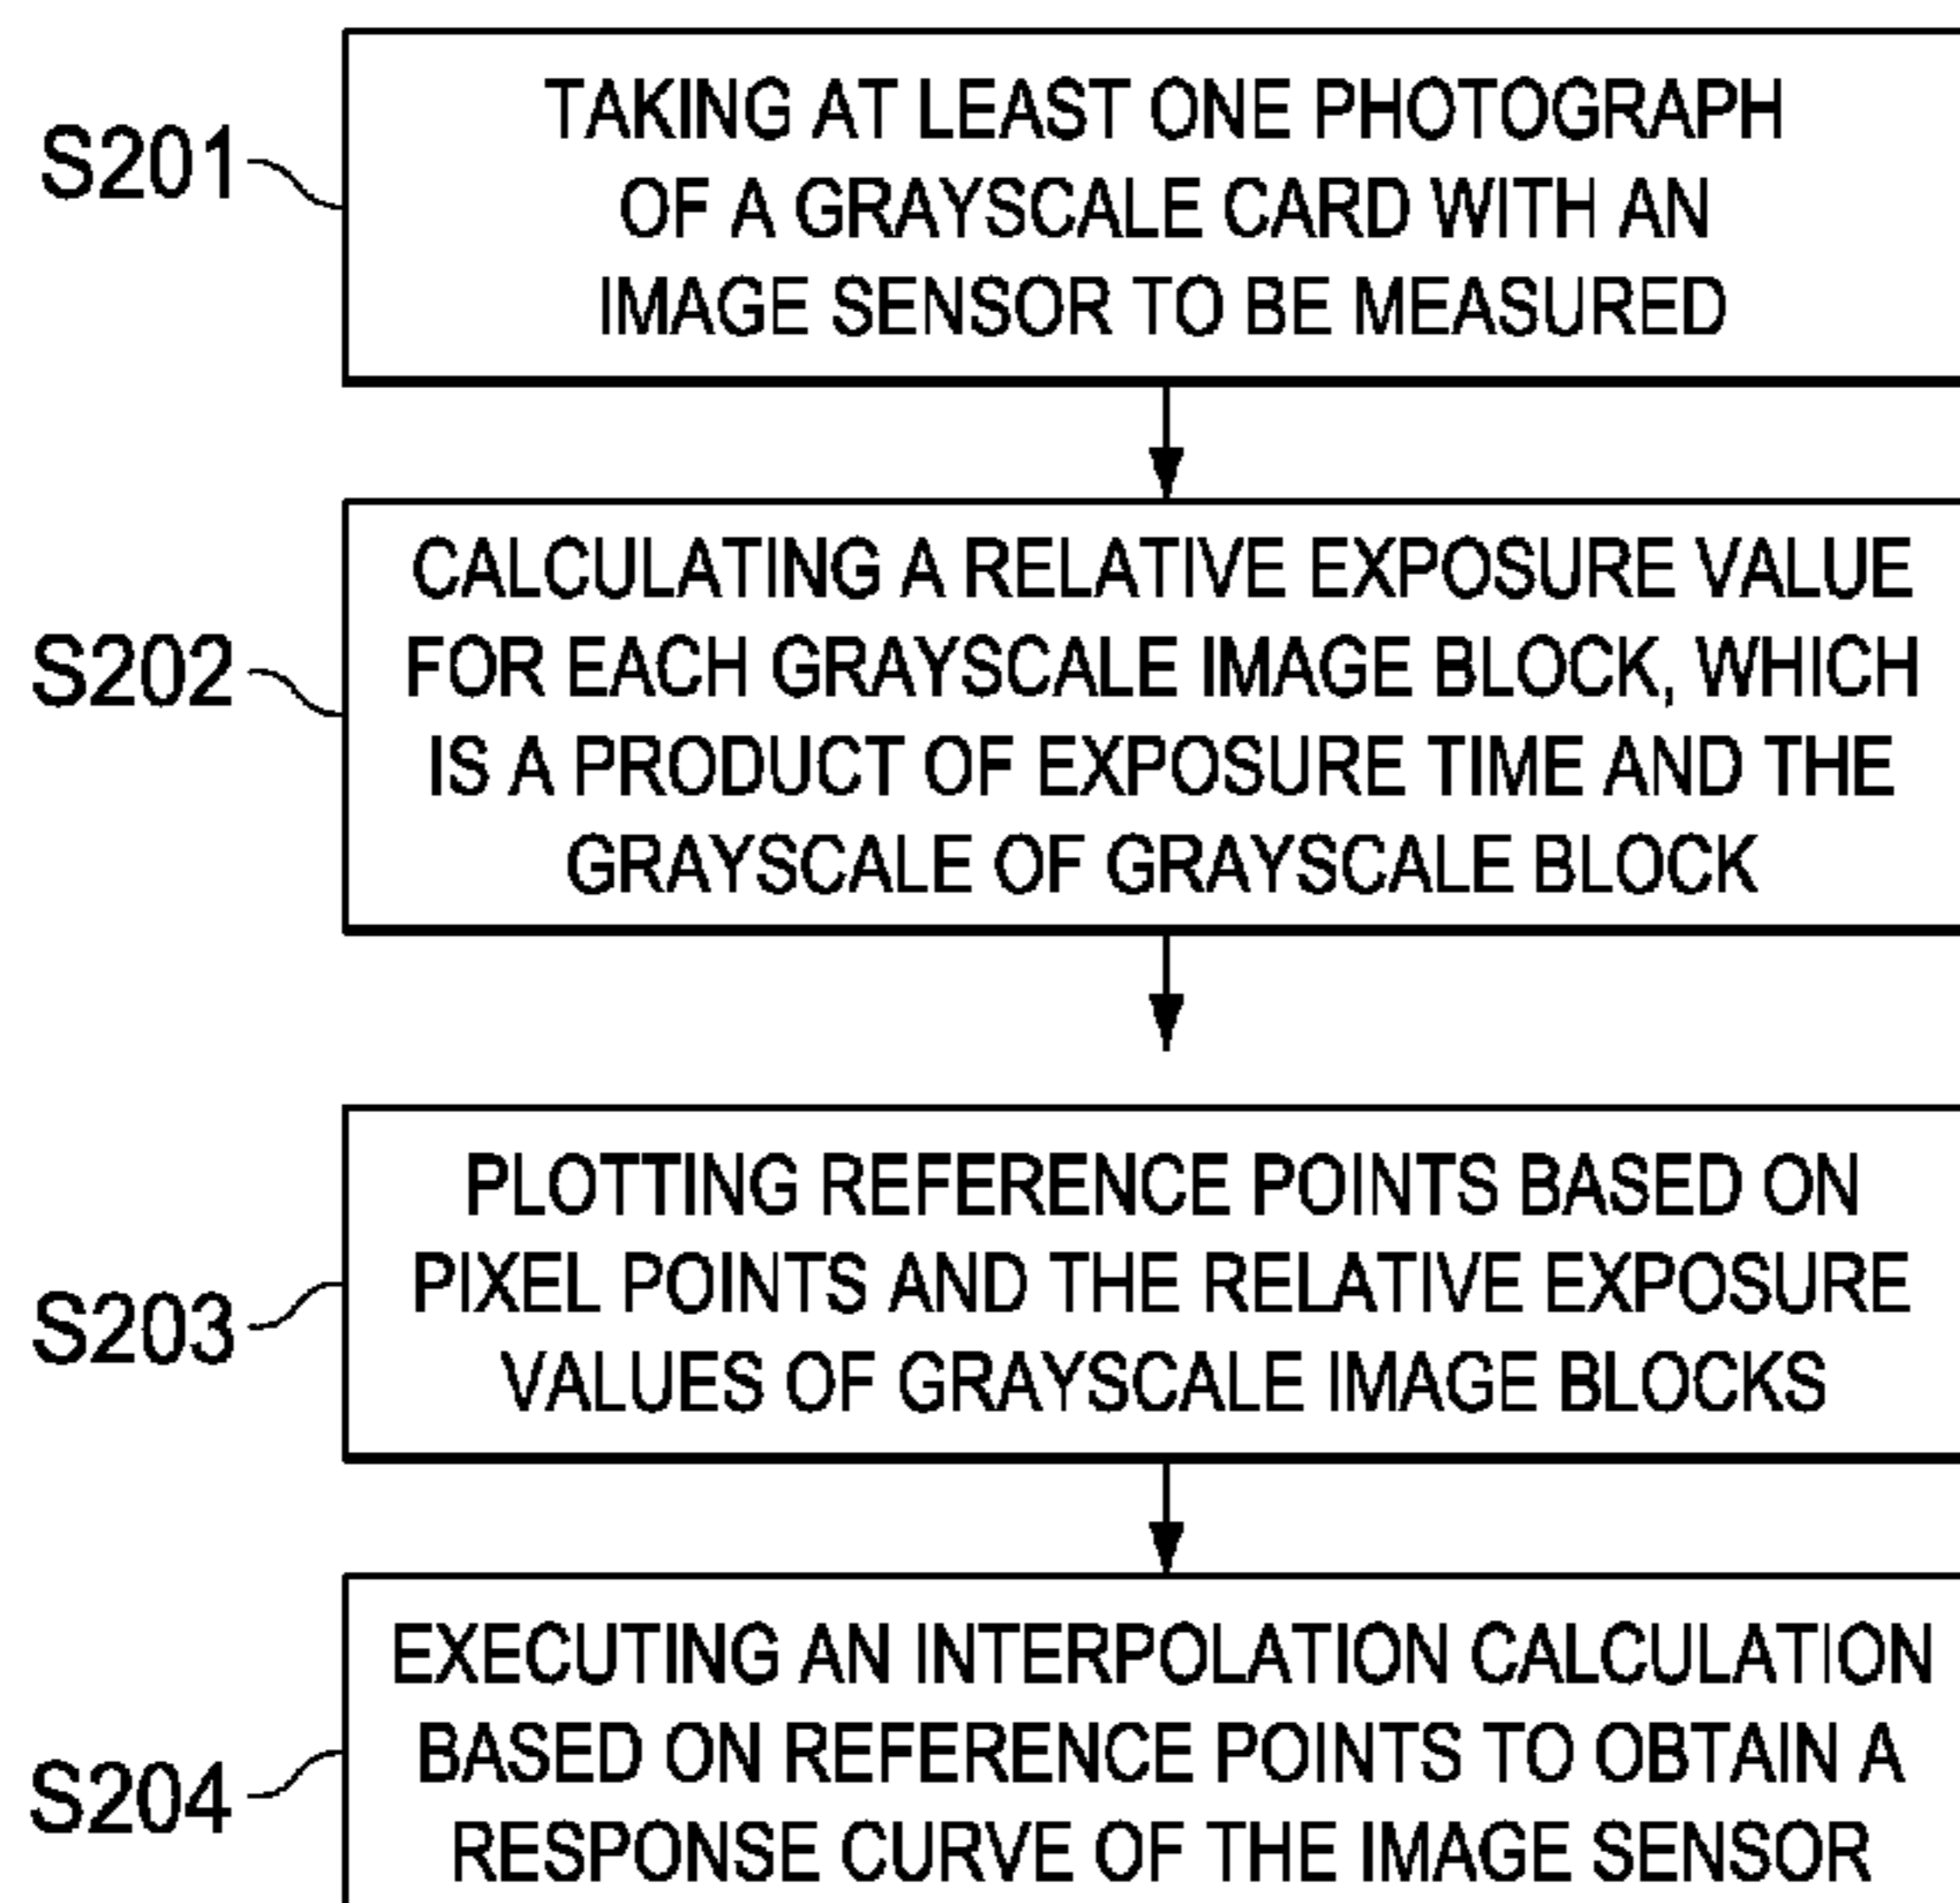 S201
TAKING AT LEAST ONE PHOTOGRAPH
OF A GRAYSCALE CARD WITH AN
IMAGE SENSOR TO BE MEASURED
S202
CALCULATING A RELATIVE EXPOSURE VALUE
FOR EACH GRAYSCALE IMAGE BLOCK, WHICH
IS A PRODUCT OF EXPOSURE TIME AND THE
GRAYSCALE OF GRAYSCALE BLOCK
S203
PLOTTING REFERENCE POINTS BASED ON
PIXEL POINTS AND THE RELATIVE EXPOSURE
VALUES OF GRAYSCALE IMAGE BLOCKS
S204
EXECUTING AN INTERPOLATION CALCULATION
BASED ON REFERENCE POINTS TO OBTAIN A
RESPONSE CURVE OF THE IMAGE SENSOR